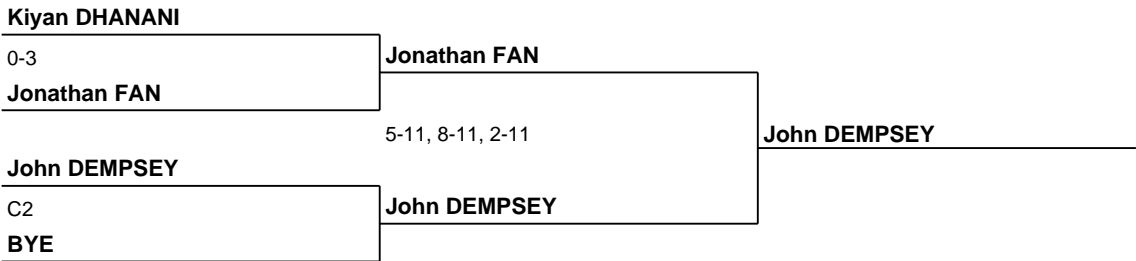 Kiyan DHANANI
0-3
Jonathan FAN
Jonathan FAN
5-11, 8-11, 2-11
John DEMPSEY
John DEMPSEY
C2
John DEMPSEY
BYE